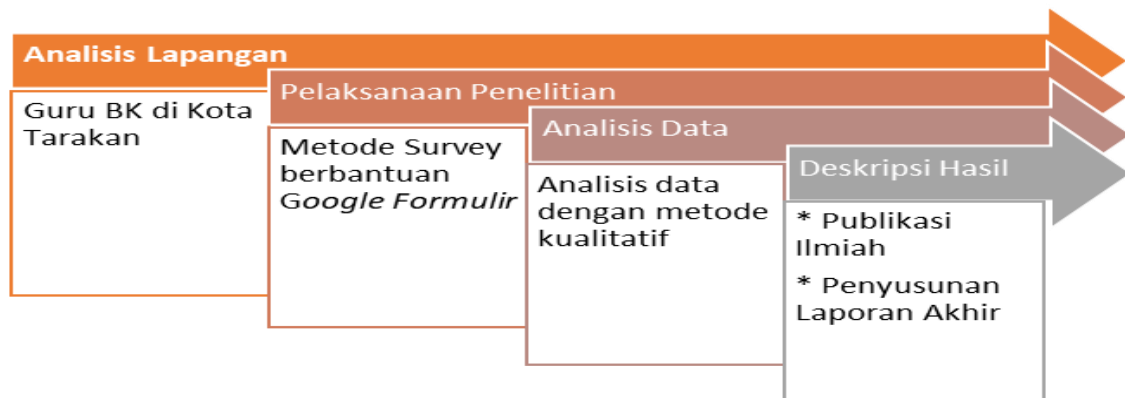 Analisis Lapangan
Guru BK di Kota
Tarakan
Pelaksanaan Penelitian
Metode Survey
berbantuan
Google Formulir
Analisis Data
Analisis data
dengan metode
kualitatif
Deskripsi Hasil
* Publikasi
Ilmiah
* Penyusunan
Laporan Akhir